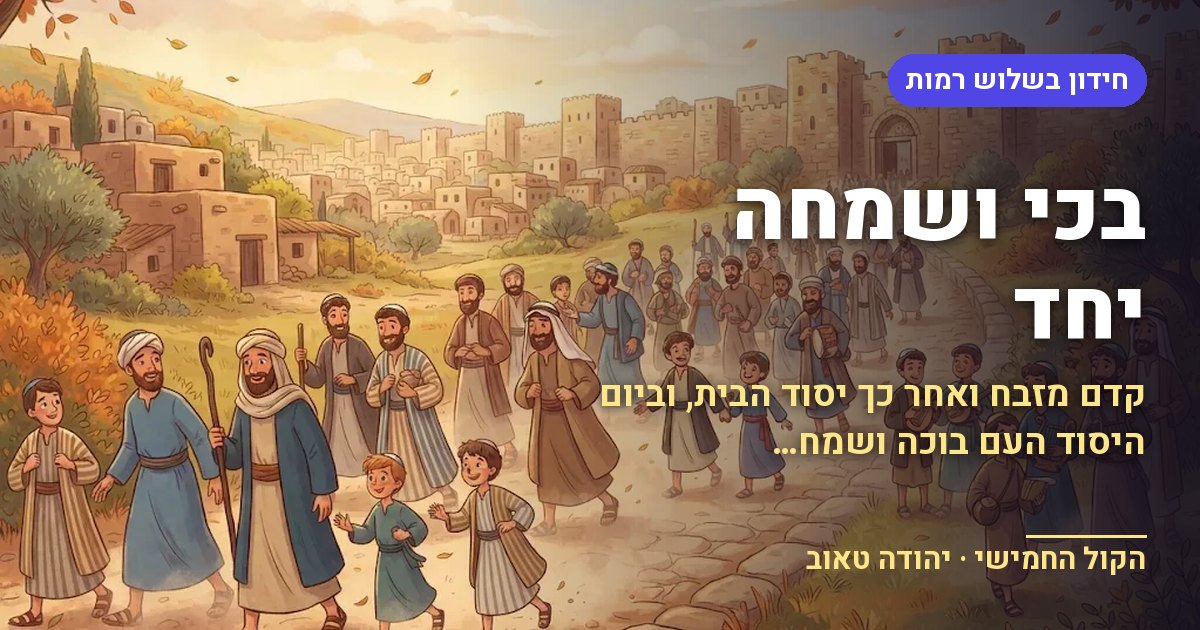 חידון בשלוש רמות
בכי ושמחה
יחד
קדם מזבח ואחר כך יסוד הבית, וביום
היסוד העם בוכה ושמח...
הקול החמישי · יהודה טאוב